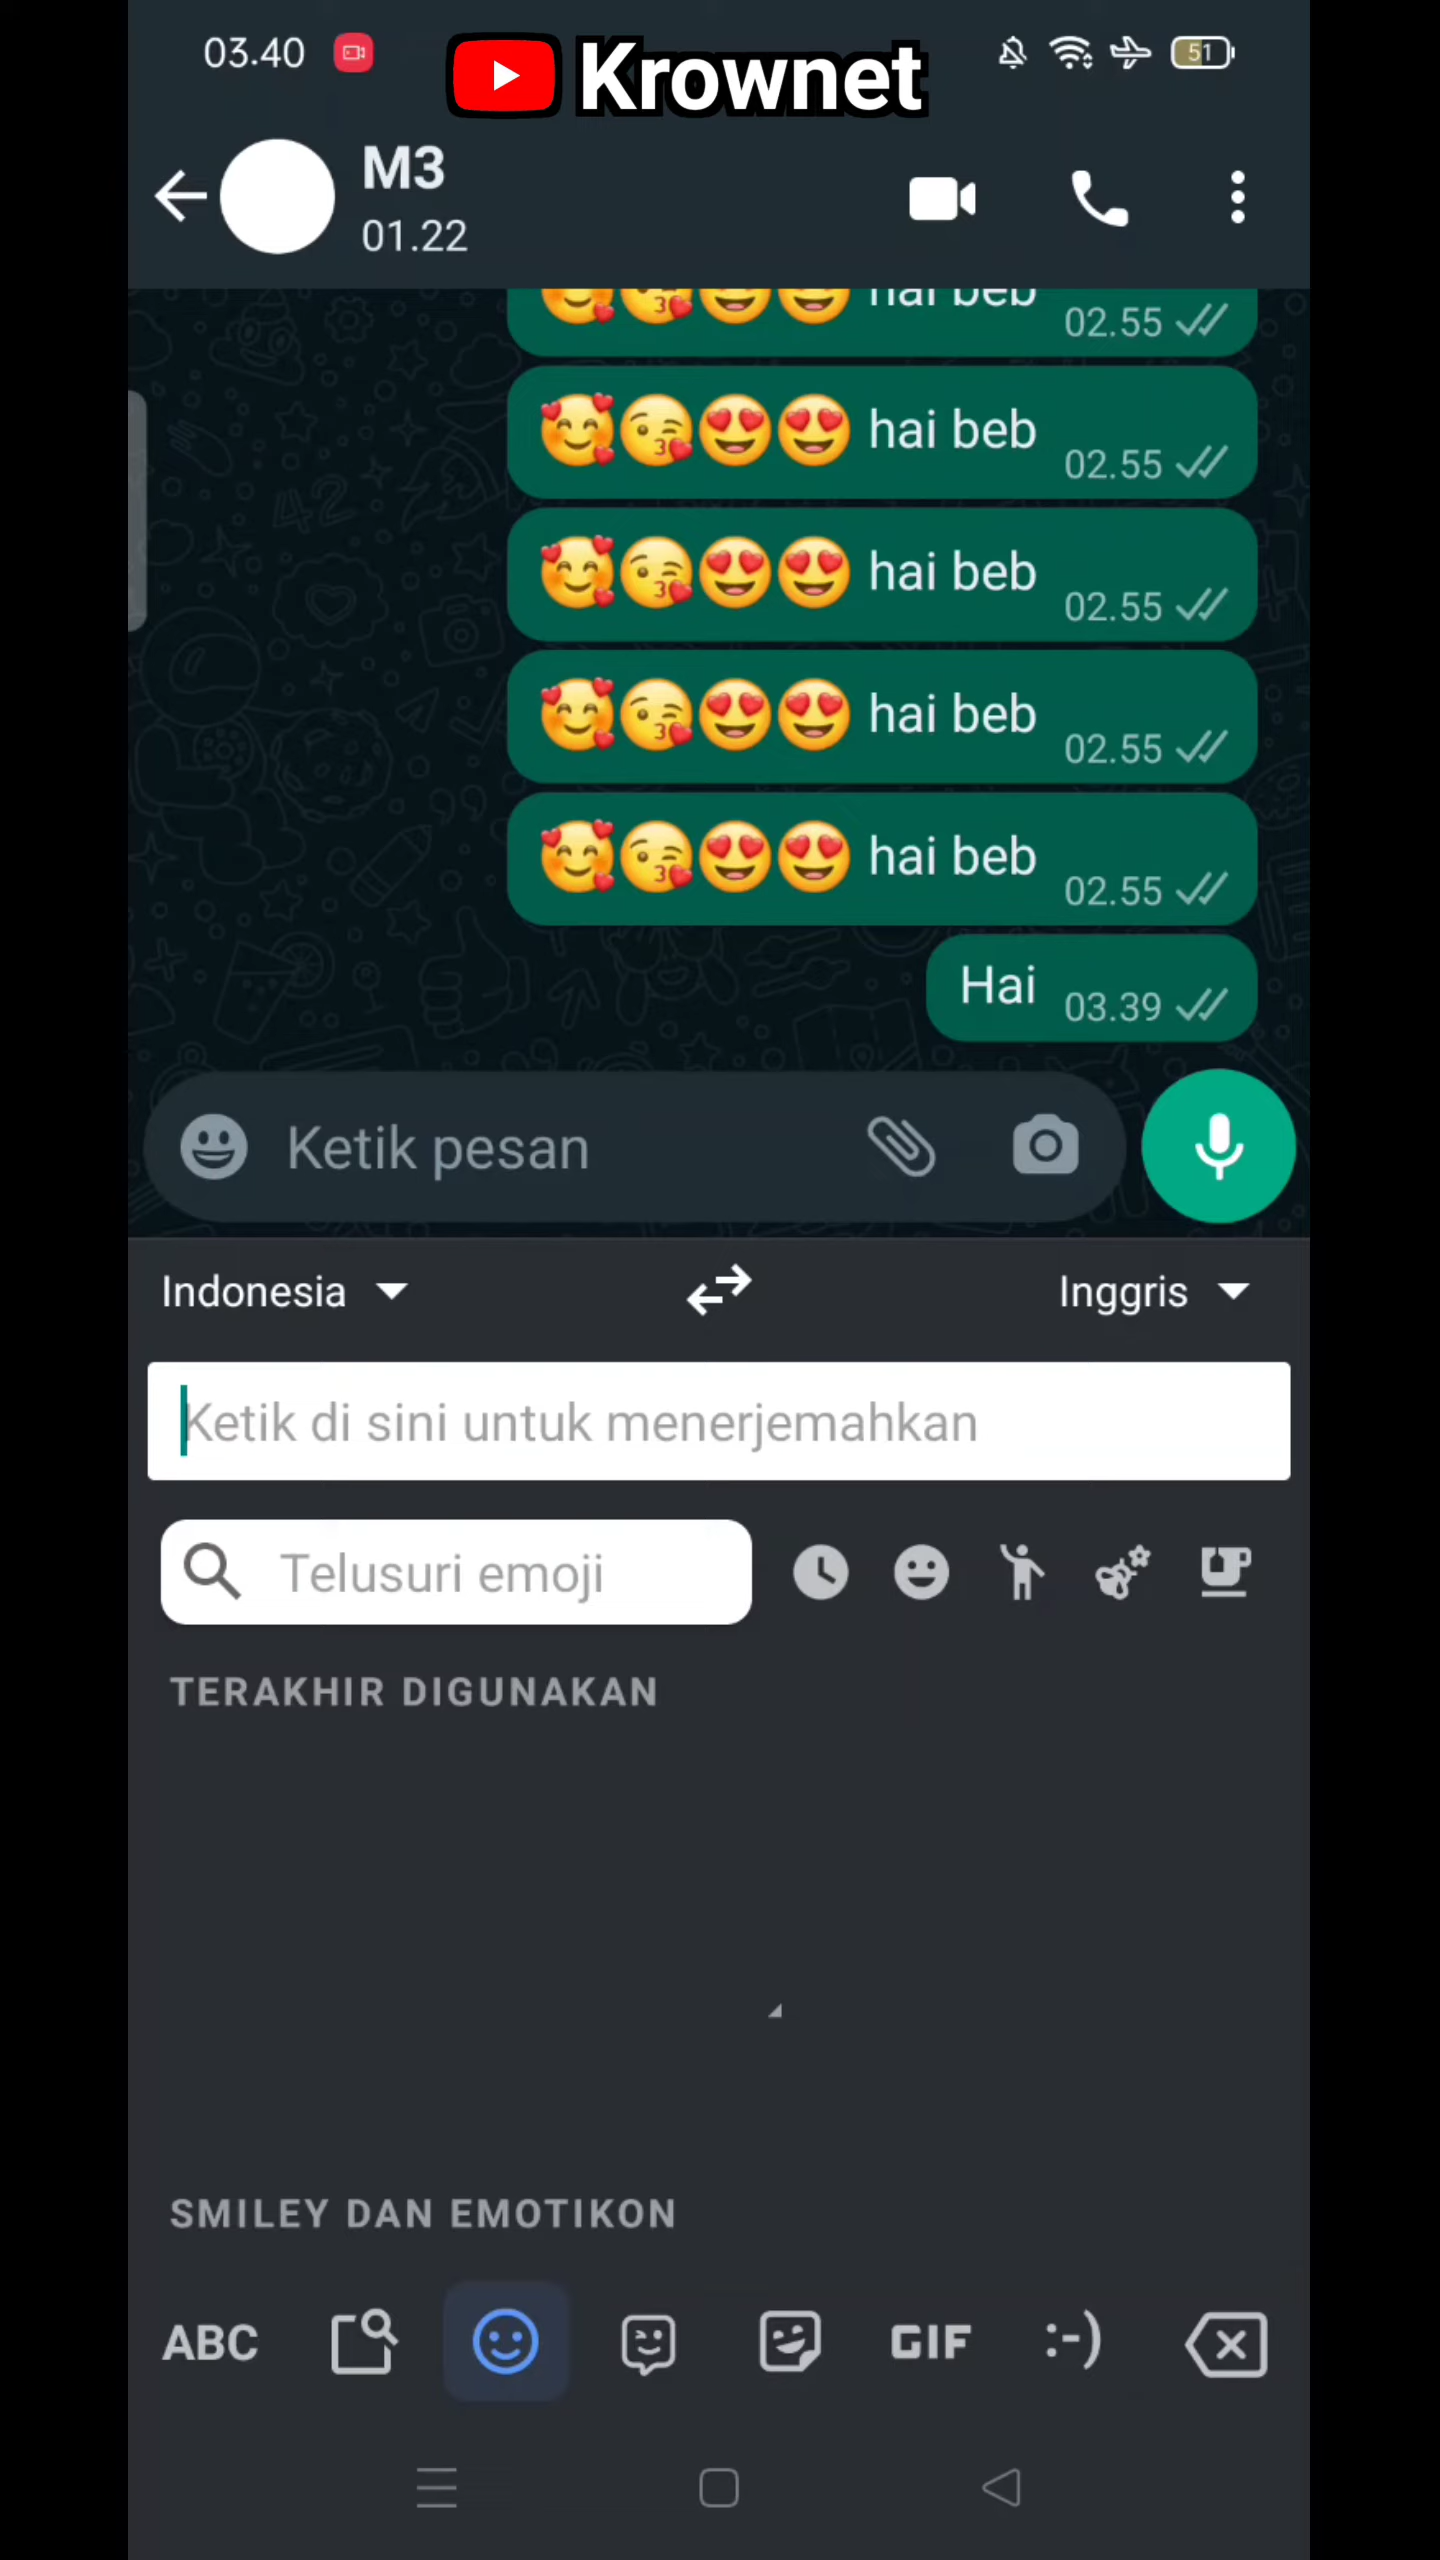 03.40
Krownet
51
M3
01.22
🥰😘😍😍 hai beb
02.55
🥰😘😍😍 hai beb
02.55
🥰😘😍😍 hai beb
02.55
🥰😘😍😍 hai beb
02.55
🥰😘😍😍 hai beb
02.55
Hai 03.39
Ketik pesan
Indonesia
Inggris
Ketik di sini untuk menerjemahkan
Telusuri emoji
TERAKHIR DIGUNAKAN
SMILEY DAN EMOTIKON
ABC
GIF
:-)